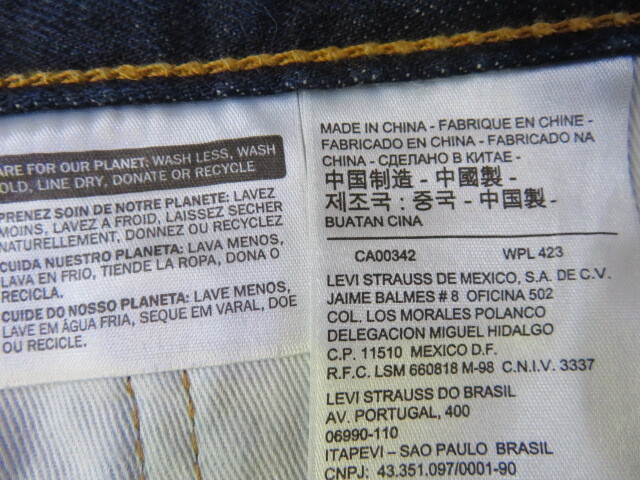 ARE FOR OUR PLANET: WASH LESS, WASH
OLD, LINE DRY, DONATE OR RECYCLE
PRENEZ SOIN DE NOTRE PLANETE: LAVEZ
MOINS, LAVEZ A FROID, LAISSEZ SECHER
NATURELLEMENT, DONNEZ OU RECYCLEZ
CUIDA NUESTRO PLANETA: LAVA MENOS,
LAVA EN FRIO, TIENDE LA ROPA, DONA O
RECICLA.
CUIDE DO NOSSO PLANETA: LAVE MENOS,
LAVE EM ÁGUA FRIA, SEQUE EM VARAL, DOE
OU RECICLE.
MADE IN CHINA - FABRIQUE EN CHINE -
FABRICADO EN CHINA - FABRICADO NA
CHINA - СДЕЛАНО В КИТАЕ -
中国制造 - 中國製 -
제조국 : 중국 - 中国製 -
BUATAN CINA
CA00342 WPL 423
LEVI STRAUSS DE MEXICO, S.A. DE C.V.
JAIME BALMES # 8 OFICINA 502
COL. LOS MORALES POLANCO
DELEGACION MIGUEL HIDALGO
C.P. 11510 MEXICO D.F.
R.F.C. LSM 660818 M-98 C.N.I.V. 3337
LEVI STRAUSS DO BRASIL
AV. PORTUGAL, 400
06990-110
ITAPEVI – SAO PAULO BRASIL
CNPJ: 43.351.097/0001-90